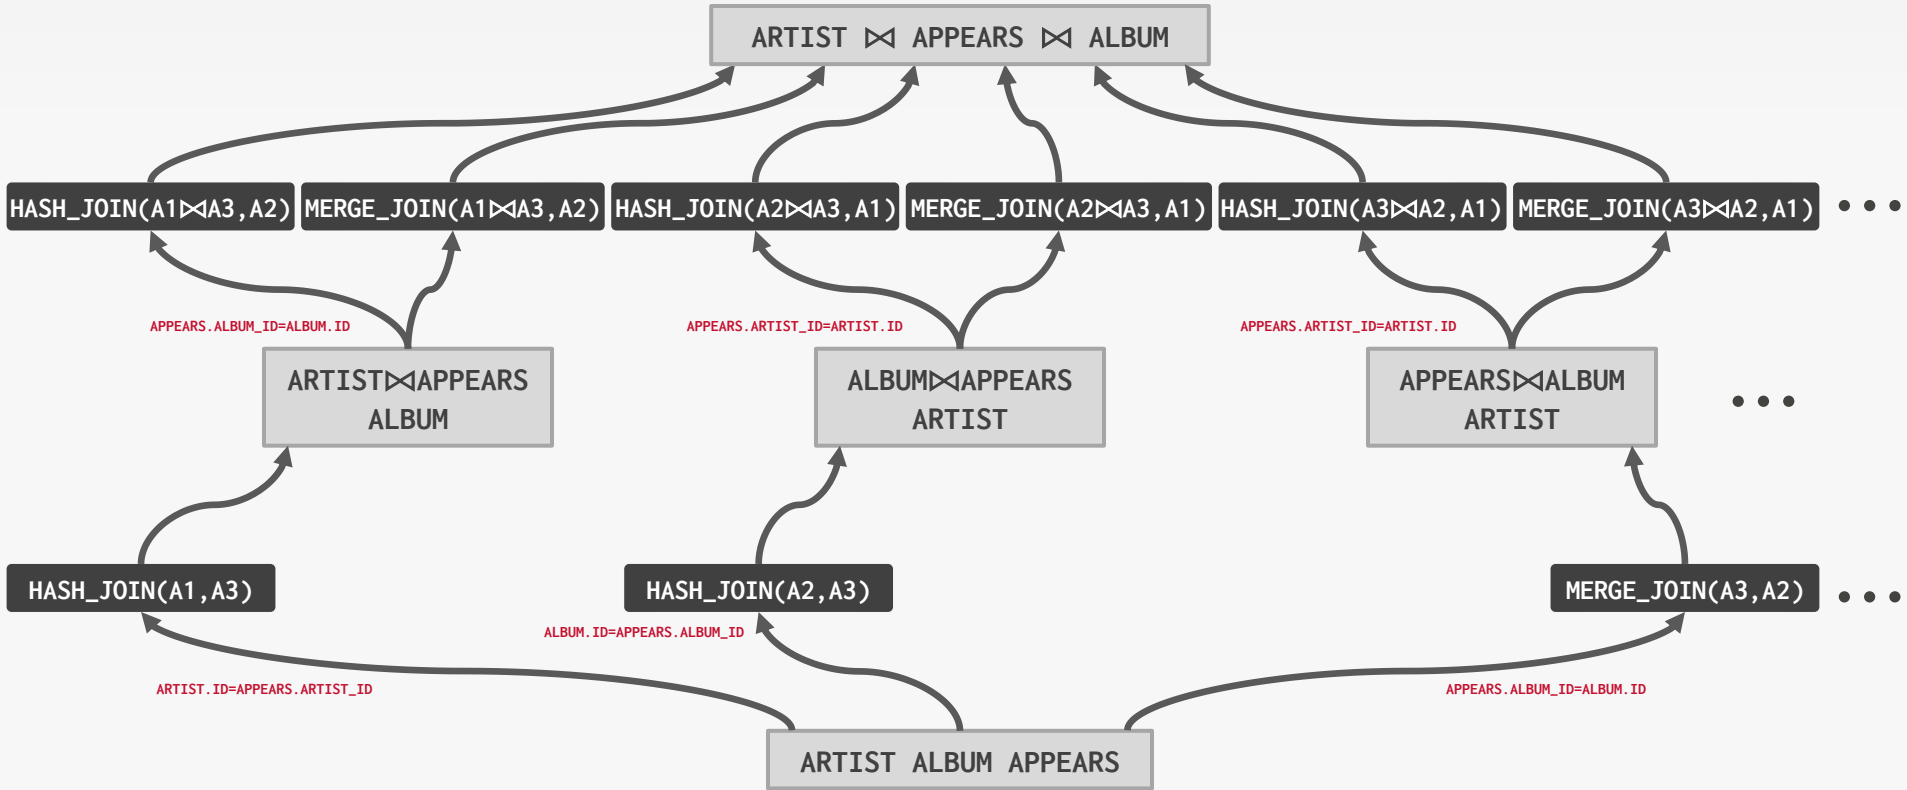 ARTIST ⋈ APPEARS ⋈ ALBUM
HASH_JOIN(A1⋈A3,A2)
MERGE_JOIN(A1⋈A3,A2)
HASH_JOIN(A2⋈A3,A1)
MERGE_JOIN(A2⋈A3,A1)
HASH_JOIN(A3⋈A2,A1)
MERGE_JOIN(A3⋈A2,A1)
•••
APPEARS.ALBUM_ID=ALBUM.ID
APPEARS.ARTIST_ID=ARTIST.ID
APPEARS.ARTIST_ID=ARTIST.ID
ARTIST⋈APPEARS
ALBUM
ALBUM⋈APPEARS
ARTIST
APPEARS⋈ALBUM
ARTIST
•••
HASH_JOIN(A1,A3)
HASH_JOIN(A2,A3)
MERGE_JOIN(A3,A2)
•••
ALBUM.ID=APPEARS.ALBUM_ID
ARTIST.ID=APPEARS.ARTIST_ID
APPEARS.ALBUM_ID=ALBUM.ID
ARTIST ALBUM APPEARS